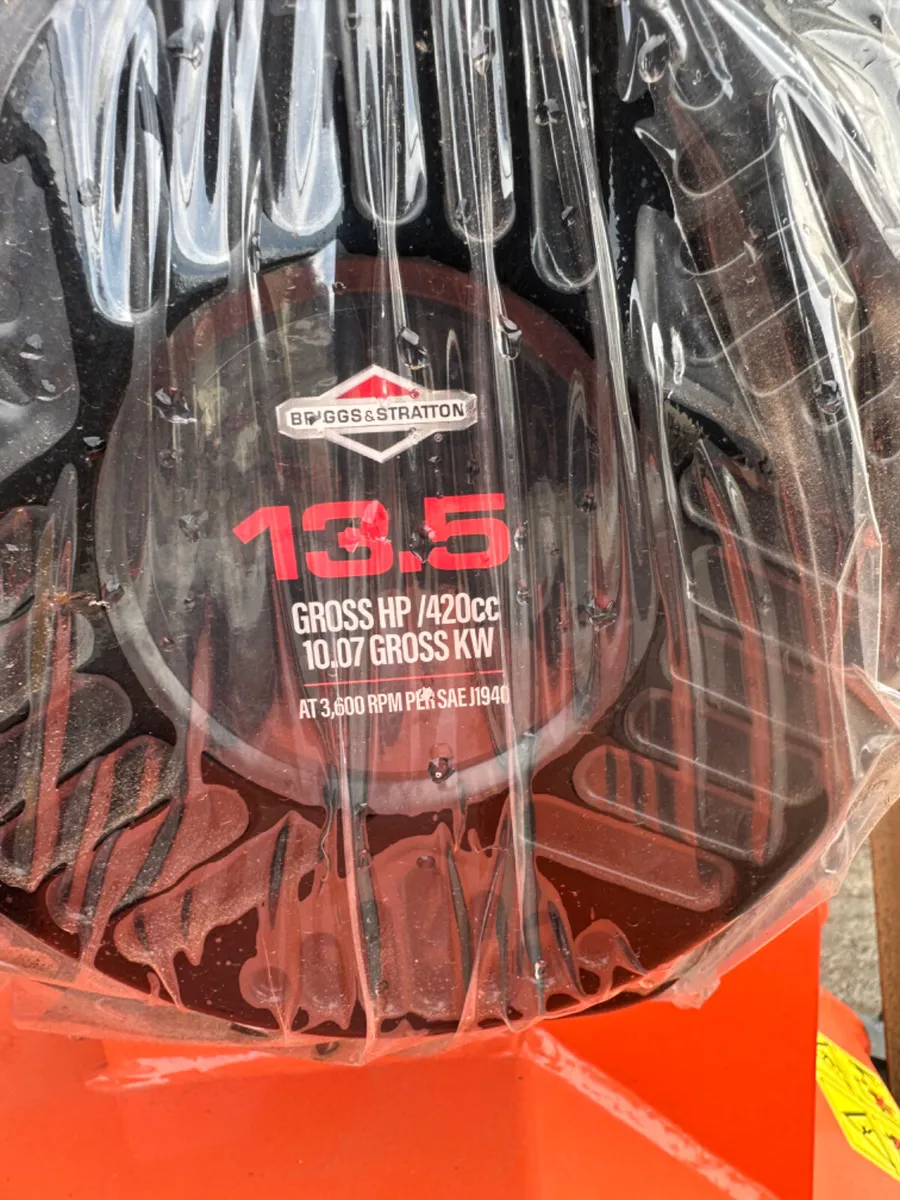 BRIGGS&STRATTON
®
13.5
GROSS HP /420cc
10.07 GROSS KW
AT 3,600 RPM PER SAE J1940